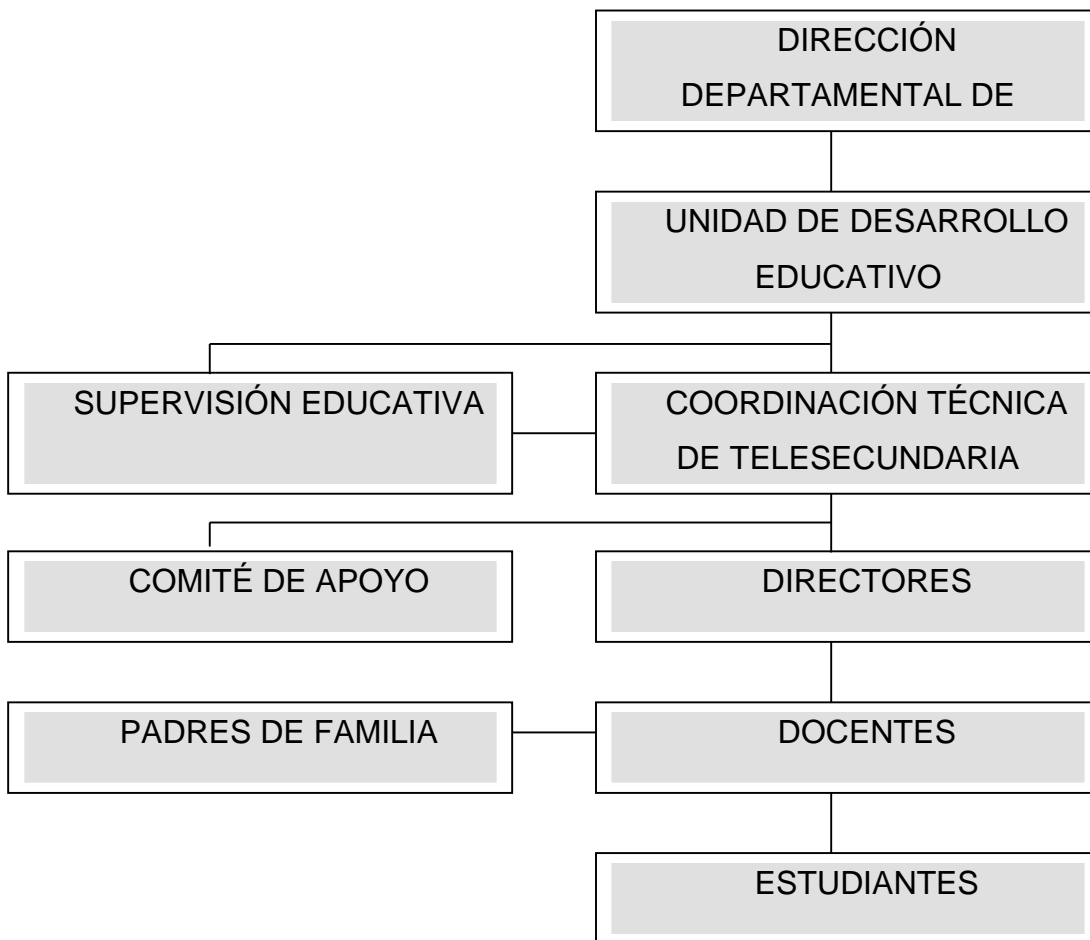 DIRECCIÓN
DEPARTAMENTAL DE
UNIDAD DE DESARROLLO
EDUCATIVO
SUPERVISIÓN EDUCATIVA
COORDINACIÓN TÉCNICA
DE TELESECUNDARIA
COMITÉ DE APOYO
DIRECTORES
PADRES DE FAMILIA
DOCENTES
ESTUDIANTES